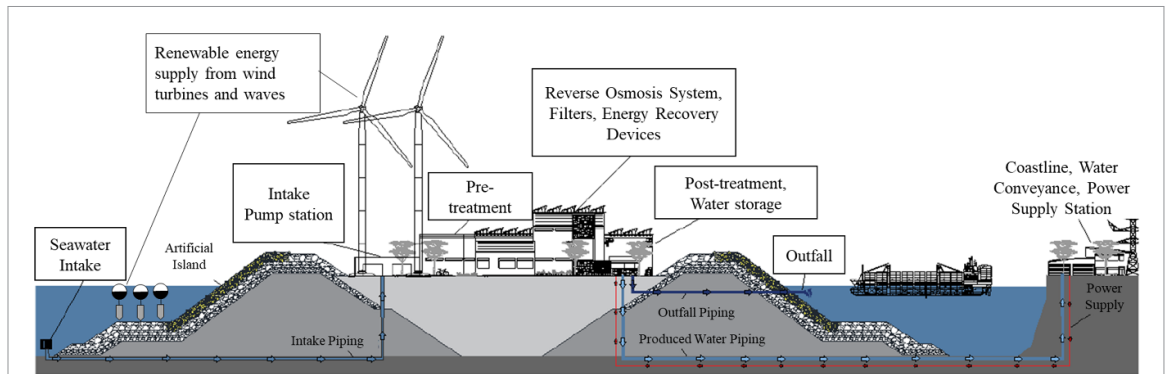 Renewable energy
supply from wind
turbines and waves
Reverse Osmosis System,
Filters, Energy Recovery
Devices
Coastline, Water
Conveyance, Power
Supply Station
Intake
Pump station
Pre-
treatment
Post-treatment,
Water storage
Seawater
Intake
Artificial
Island
Outfall
Power
Supply
Outfall Piping
Intake Piping
Produced Water Piping